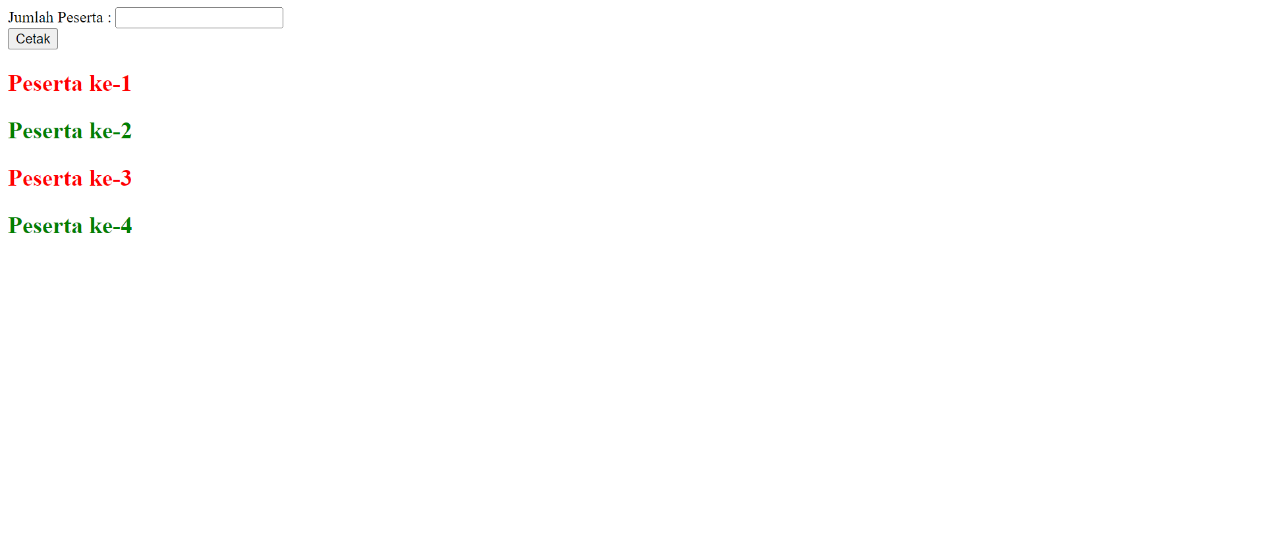 Jumlah Peserta :
Cetak
Peserta ke-1
Peserta ke-2
Peserta ke-3
Peserta ke-4